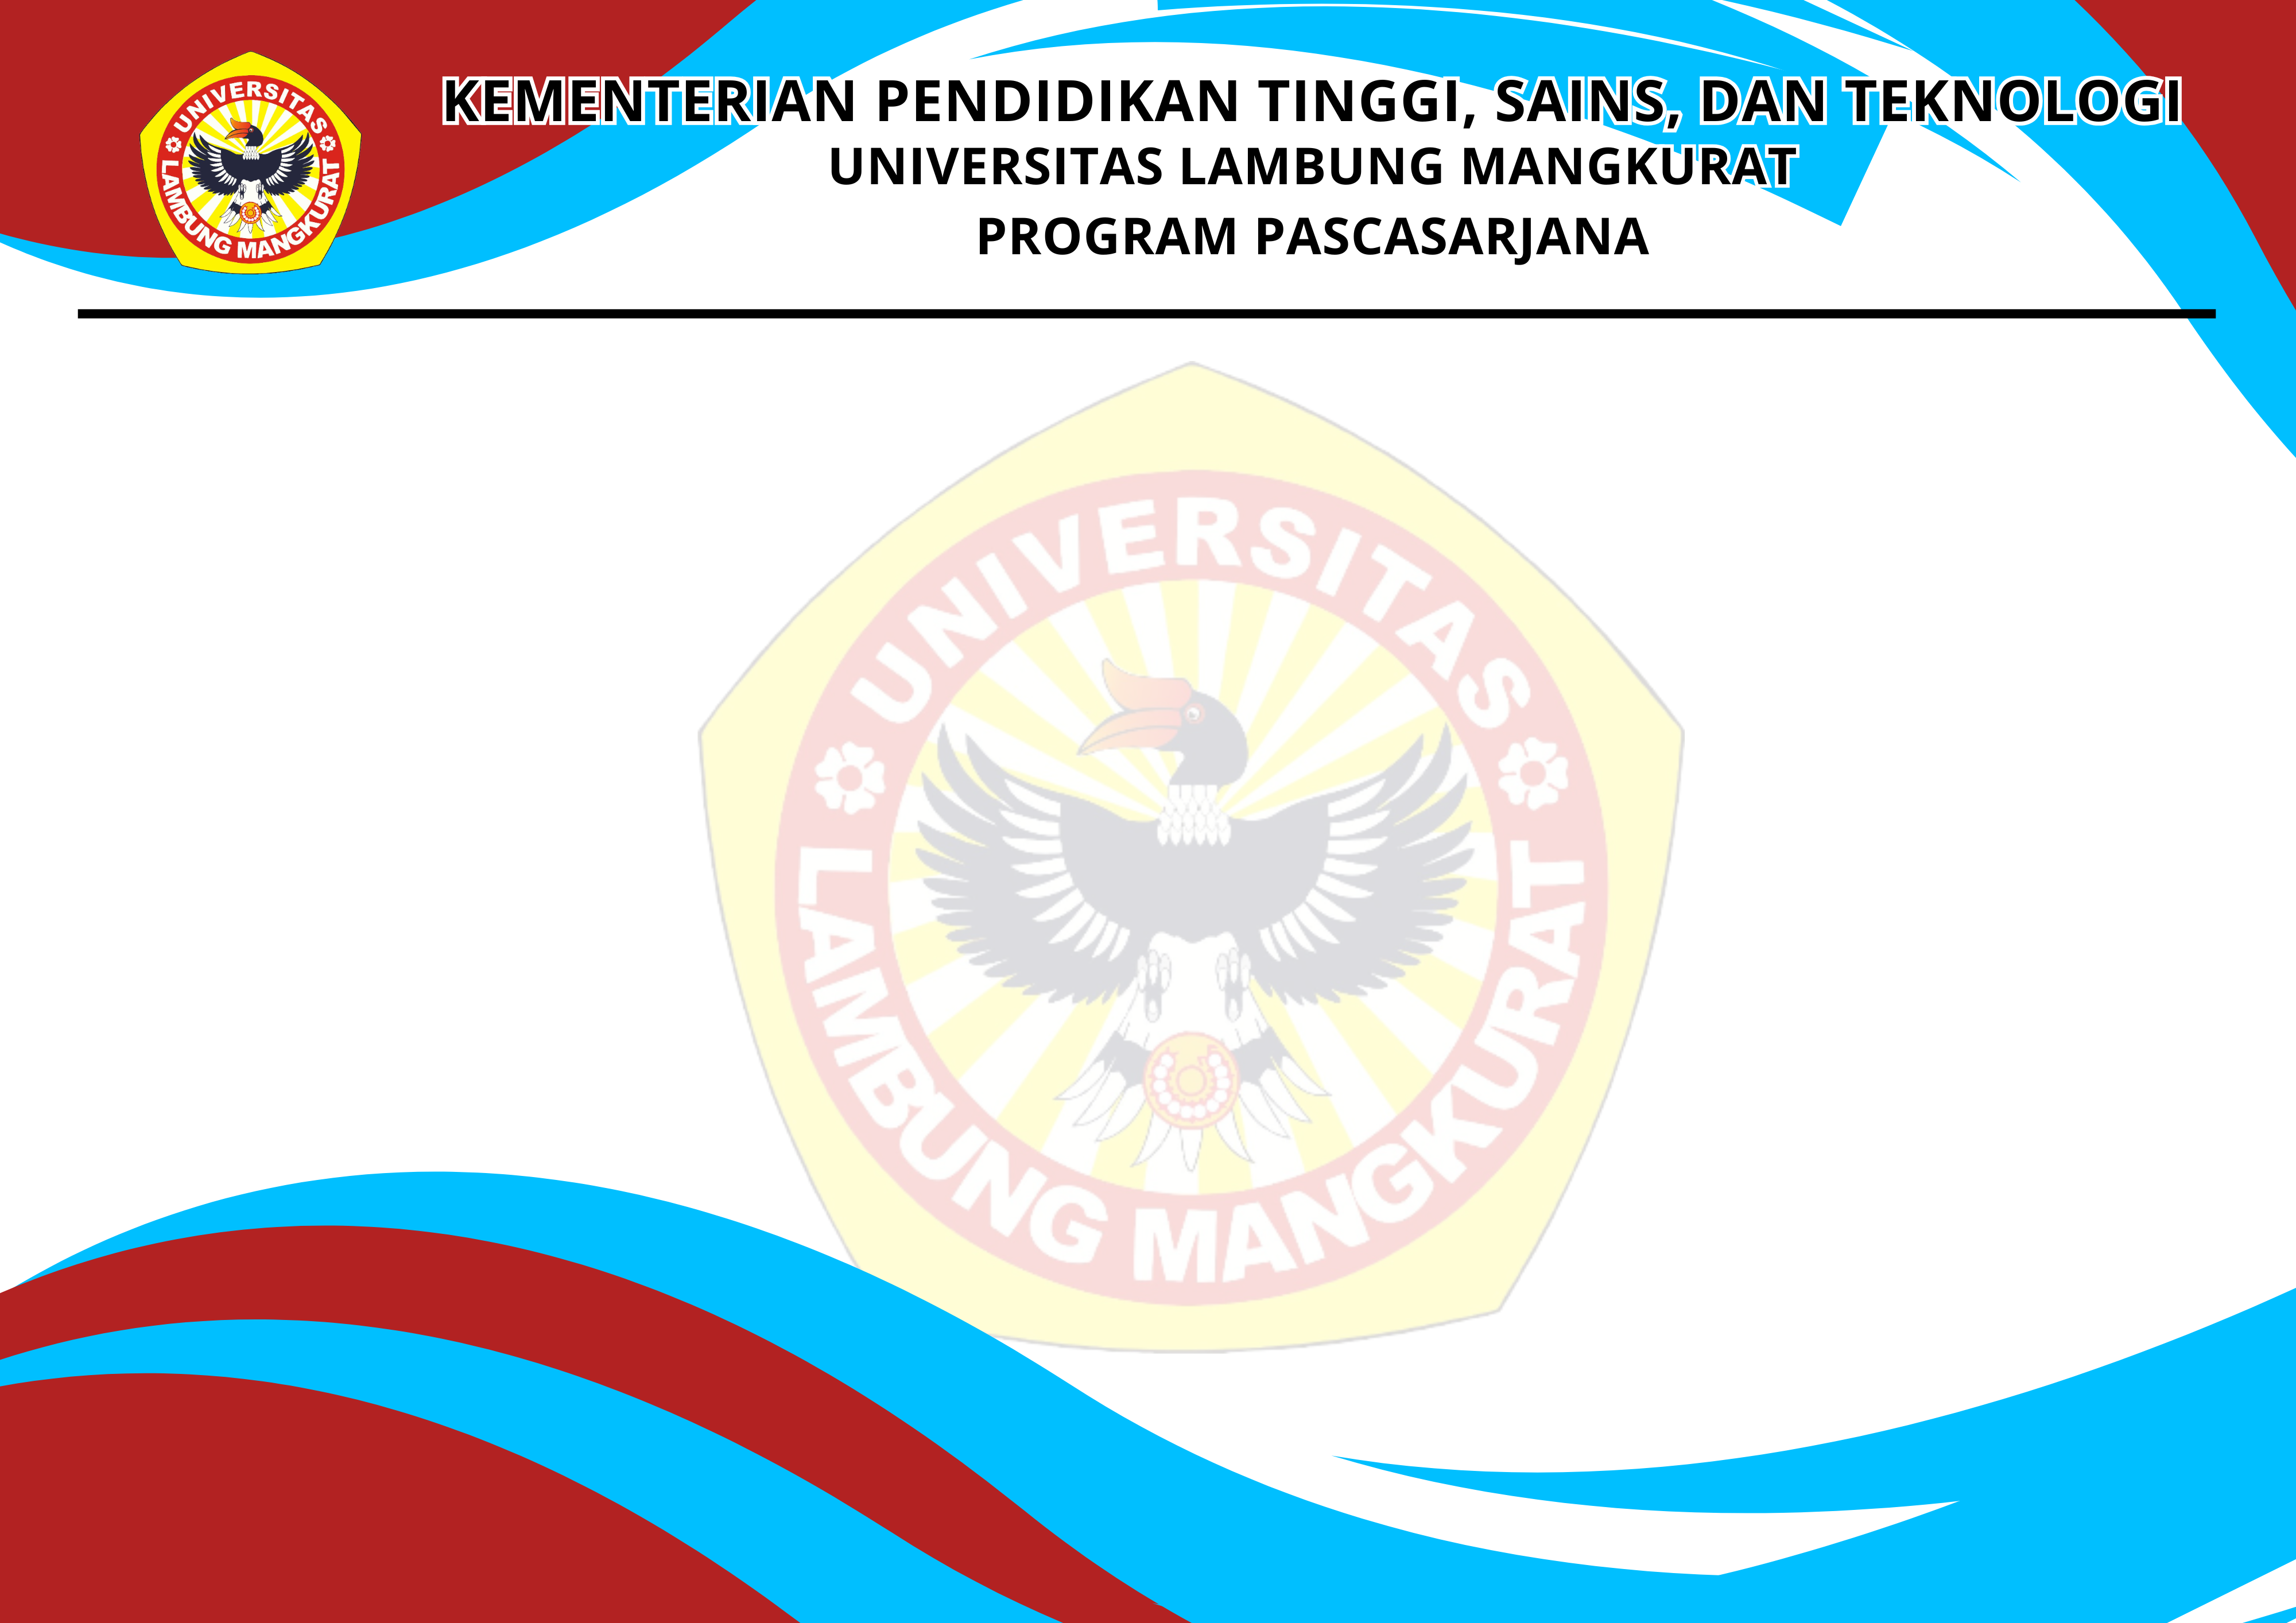 KEMENTERIAN PENDIDIKAN TINGGI, SAINS, DAN TEKNOLOGI
UNIVERSITAS LAMBUNG MANGKURAT
PROGRAM PASCASARJANA
UNIVERSITAS
LAMBUNG MANGKURAT
UNIVERSITAS
LAMBUNG MANGKURAT